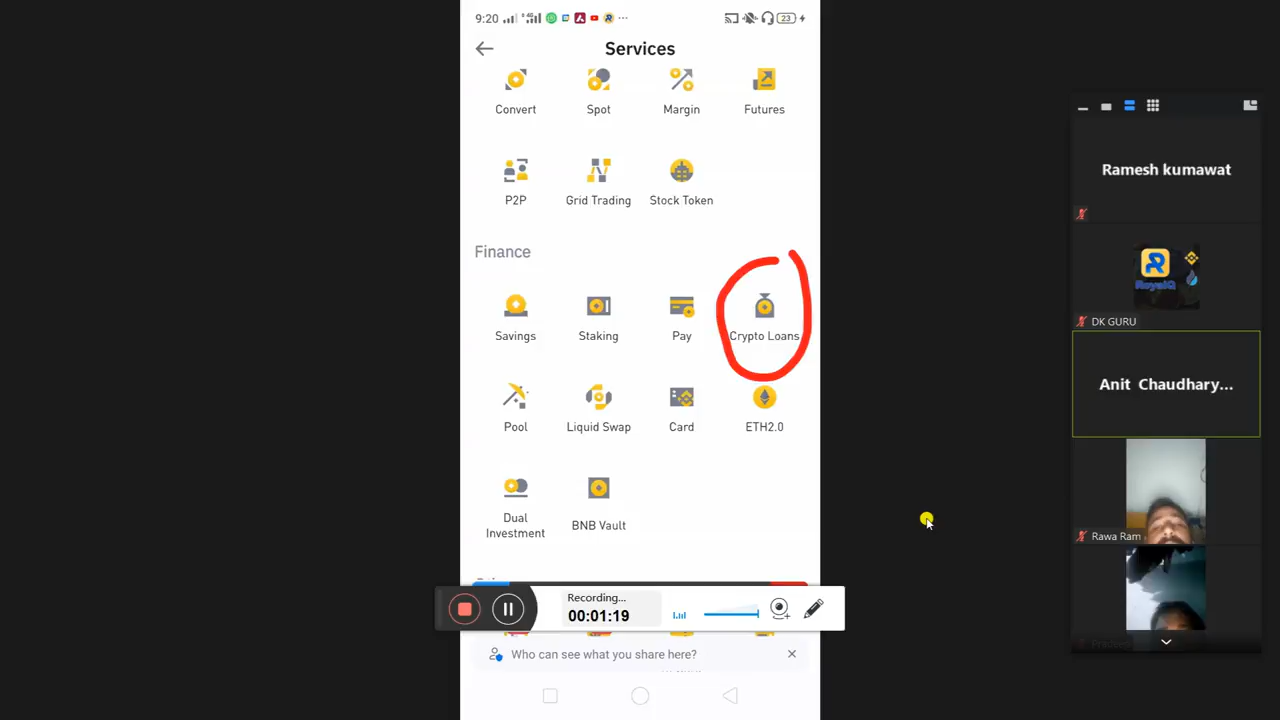 9:20
23
Services
Convert
Spot
Margin
Futures
P2P
Grid Trading
Stock Token
Finance
Savings
Staking
Pay
Crypto Loans
Pool
Liquid Swap
Card
ETH2.0
Dual
Investment
BNB Vault
Recording...
00:01:19
Who can see what you share here?
Ramesh kumawat
RoyalQ
DK GURU
Anit Chaudhary...
Rawa Ram